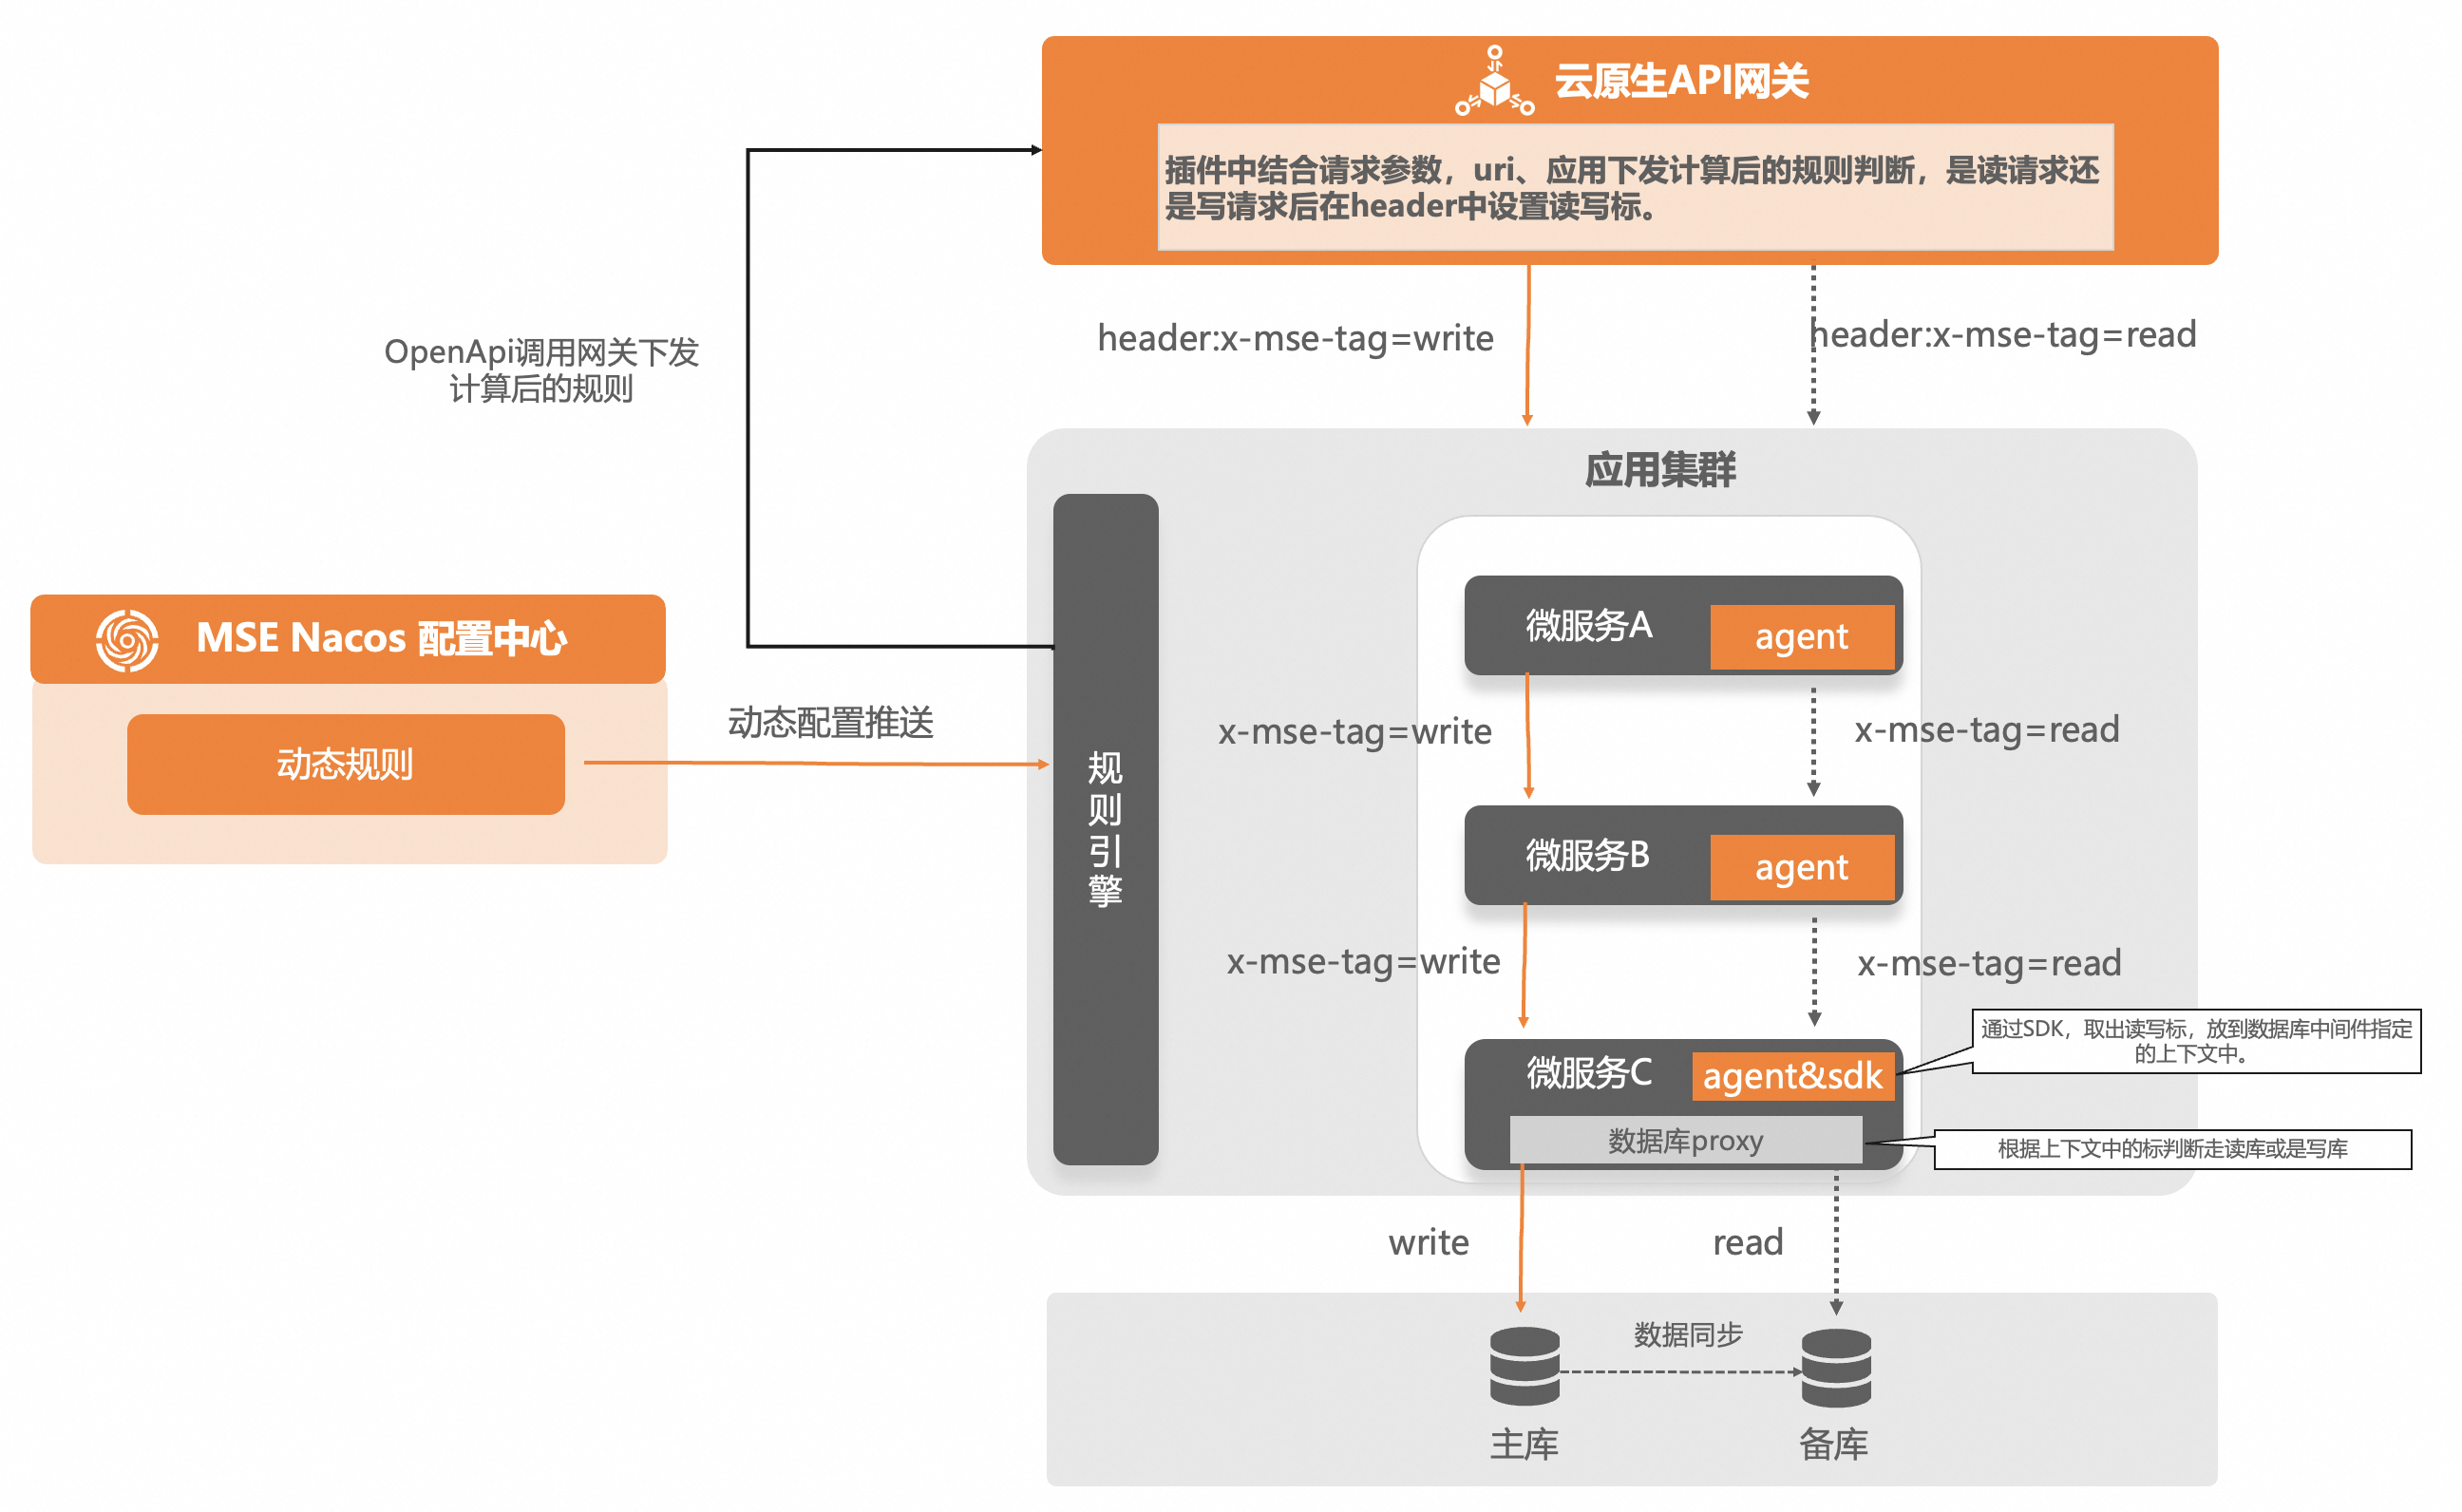 云原生API网关
插件中结合请求参数，uri、应用下发计算后的规则判断，是读请求还
是写请求后在header中设置读写标。
OpenApi调用网关下发
计算后的规则
header:x-mse-tag=write
header:x-mse-tag=read
应用集群
MSE Nacos 配置中心
动态规则
动态配置推送
规
则
引
擎
微服务A
agent
x-mse-tag=write
x-mse-tag=read
微服务B
agent
x-mse-tag=write
x-mse-tag=read
微服务C
agent&sdk
通过SDK，取出读写标，放到数据库中间件指定
的上下文中。
数据库proxy
根据上下文中的标判断走读库或是写库
write
read
数据同步
主库
备库